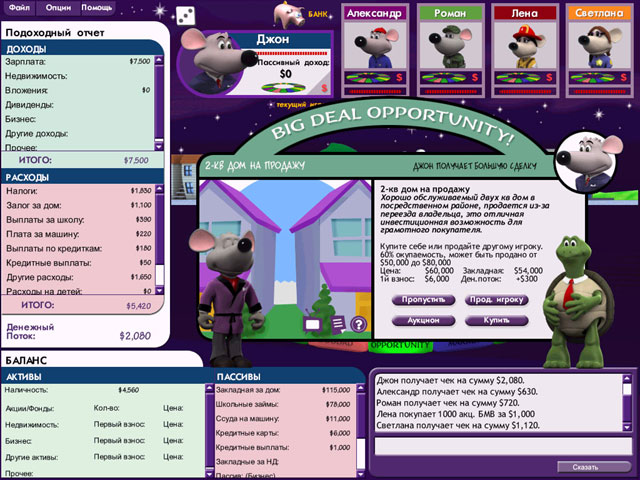 Файл Опции Помощь
Подоходный отчет
ДОХОДЫ
Зарплата: $7,500
Недвижимость:
Вложения: $0
Дивиденды:
Бизнес:
Другие доходы:
Прочее:
ИТОГО: $7,500
РАСХОДЫ
Налоги: $1,830
Залог за дом: $1,100
Выплаты за школу: $390
Плата за машину: $220
Выплаты по кредиткам: $180
Кредитные выплаты: $50
Другие расходы: $1,650
Расходы на детей: $0
ИТОГО: $5,420
Денежный
Поток: $2,080
БАНК
Джон
Пассивный доход:
$0
$
текущий
Александр
$
Роман
$
Лена
$
Светлана
$
BIG DEAL OPPORTUNITY!
2-КВ ДОМ НА ПРОДАЖУ
ДЖОН ПОЛУЧАЕТ БОЛЬШУЮ СДЕЛКУ
2-кв дом на продажу
Хорошо обслуживаемый двух кв дом в
посредственном районе, продается из-за
переезда владельца, это отличная
инвестиционная возможность для
грамотного покупателя.
Купите себе или продайте другому игроку.
60% окупаемость, может быть продано от
$50,000 до $80,000
Цена: $60,000 Закладная: $54,000
1й взнос: $6,000 Ден.поток: +$300
Пропустить
Прод. игроку
Аукцион
Купить
?
OPPORTUNITY
БАЛАНС
АКТИВЫ
Наличность: $4,560
Акции/Фонды: Кол-во: Цена:
Недвижимость: Первый взнос: Цена:
Бизнес: Первый взнос: Цена:
Другие активы: Первый взнос: Цена:
Прочее:
ПАССИВЫ
Закладная за дом: $115,000
Школьные займы: $78,000
Ссуда на машину: $11,000
Кредитные карты: $6,000
Кредитные выплаты: $1,000
Закладные за НД:
Пассив: (Бизнес)
Джон получает чек на сумму $2,080.
Александр получает чек на сумму $630.
Роман получает чек на сумму $720.
Лена покупает 1000 акц. БМВ за $1,000
Светлана получает чек на сумму $1,120.
Сказать